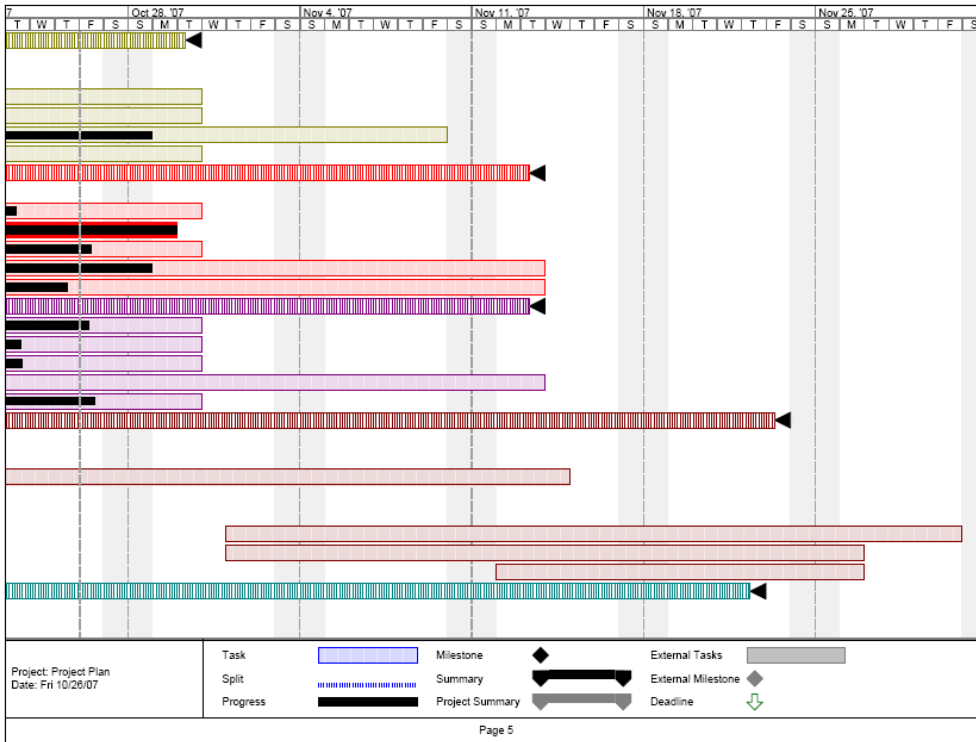 7 Oct 28, '07 Nov 4, '07 Nov 11, '07 Nov 18, '07 Nov 25, '07
T W T F S S M T W T F S S M T W T F S S M T W T F S S M T W T F S S M T W T F S
Project: Project Plan
Date: Fri 10/26/07
Task Milestone External Tasks
Split Summary External Milestone
Progress Project Summary Deadline
Page 5